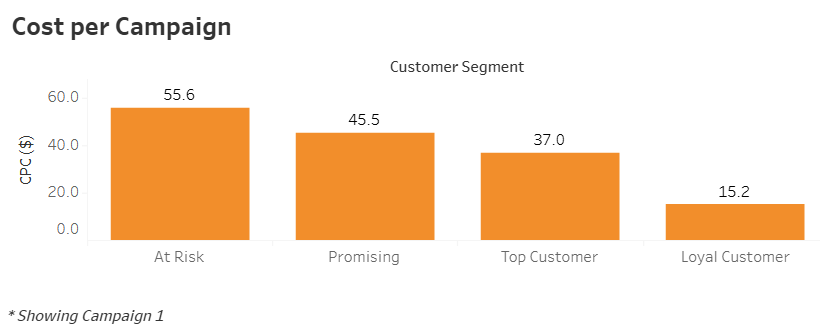 Cost per Campaign
Customer Segment
60.0
40.0
20.0
0.0
CPC ($)
55.6
45.5
37.0
15.2
At Risk
Promising
Top Customer
Loyal Customer
* Showing Campaign 1